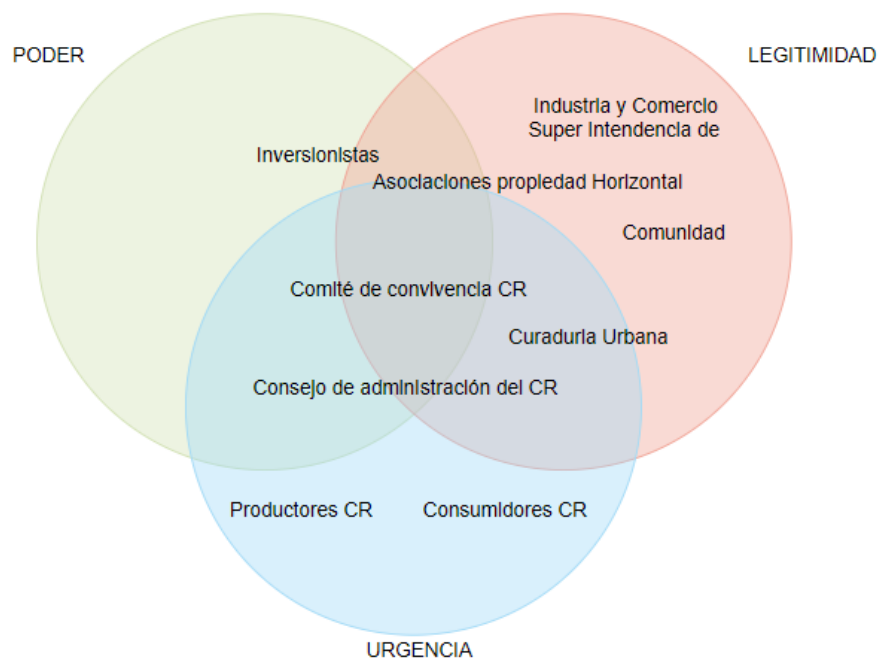 PODER
LEGITIMIDAD
Industria y Comercio
Super Intendencia de
Inversionistas
Asociaciones propiedad Horizontal
Comunidad
Comité de convivencia CR
Curaduria Urbana
Consejo de administración del CR
Productores CR
Consumidores CR
URGENCIA